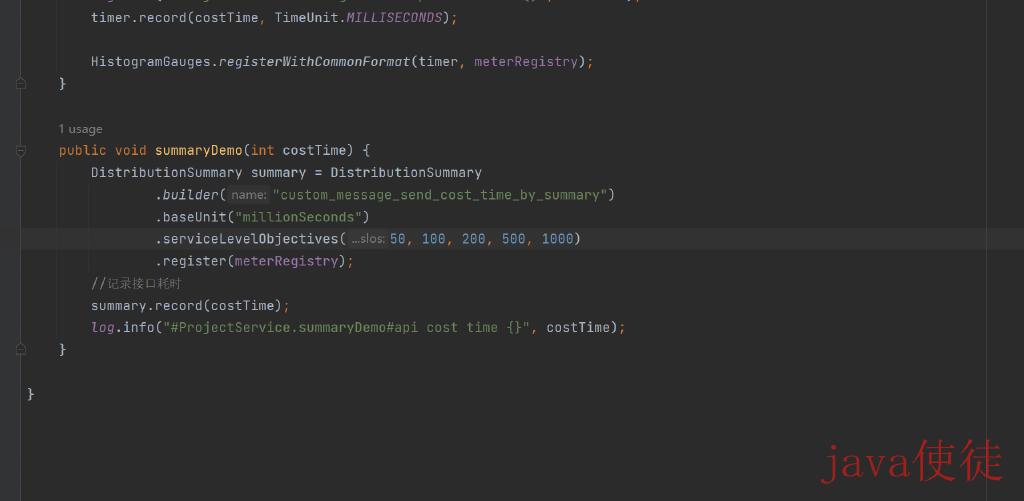 timer.record(costTime, TimeUnit.MILLISECONDS);
HistogramGauges.registerWithCommonFormat(timer, meterRegistry);
}
1 usage
public void summaryDemo(int costTime) {
DistributionSummary summary = DistributionSummary
.builder( name: "custom_message_send_cost_time_by_summary")
.baseUnit("millionSeconds")
.serviceLevelObjectives( ...slos: 50, 100, 200, 500, 1000)
.register(meterRegistry);
//记录接口耗时
summary.record(costTime);
log.info("#ProjectService.summaryDemo#api cost time {}", costTime);
}
}
java使徒